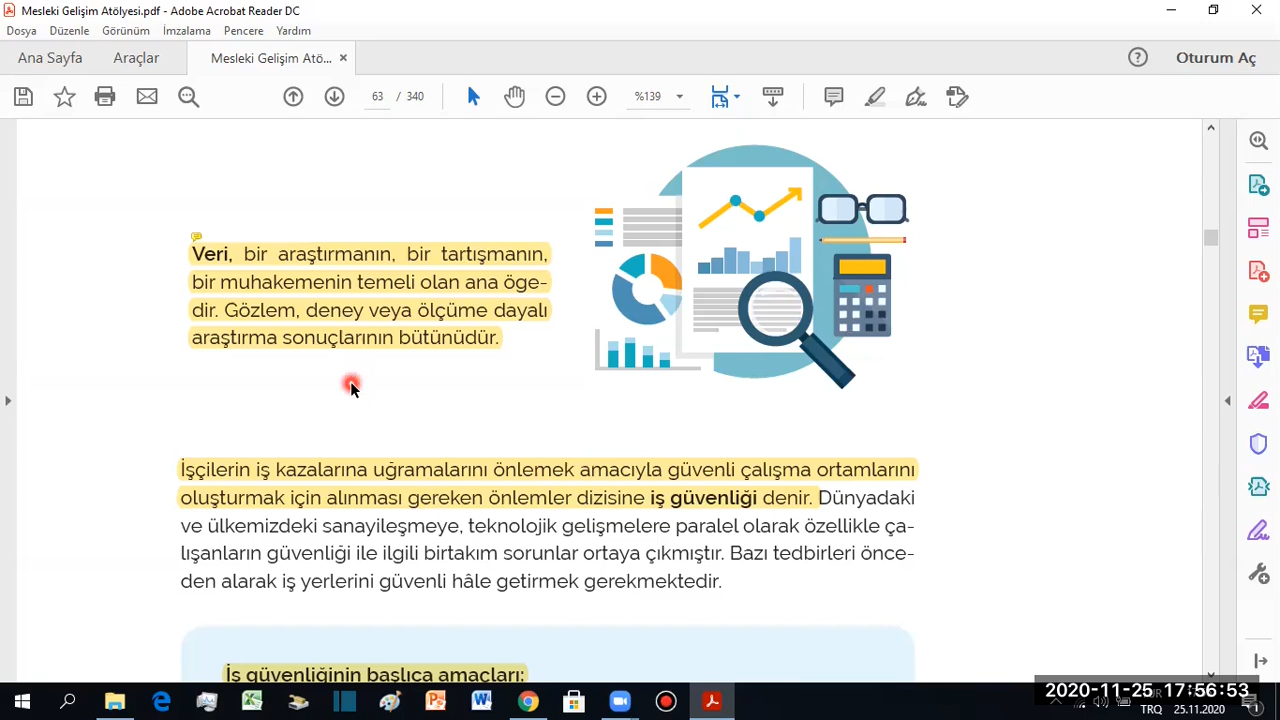 Mesleki Gelişim Atölyesi.pdf - Adobe Acrobat Reader DC
Dosya Düzenle Görünüm İmzalama Pencere Yardım
Ana Sayfa Araçlar Mesleki Gelişim Atö... Oturum Aç
63 / 340 %139
Veri, bir araştırmanın, bir tartışmanın,
bir muhakemenin temeli olan ana öge-
dir. Gözlem, deney veya ölçüme dayalı
araştırma sonuçlarının bütünüdür.
İşçilerin iş kazalarına uğramalarını önlemek amacıyla güvenli çalışma ortamlarını
oluşturmak için alınması gereken önlemler dizisine iş güvenliği denir. Dünyadaki
ve ülkemizdeki sanayileşmeye, teknolojik gelişmelere paralel olarak özellikle ça-
lışanların güvenliği ile ilgili birtakım sorunlar ortaya çıkmıştır. Bazı tedbirleri önce-
den alarak iş yerlerini güvenli hâle getirmek gerekmektedir.
İş güvenliğinin başlıca amaçları:
2020-11-25 17:56:53
TRQ 25.11.2020